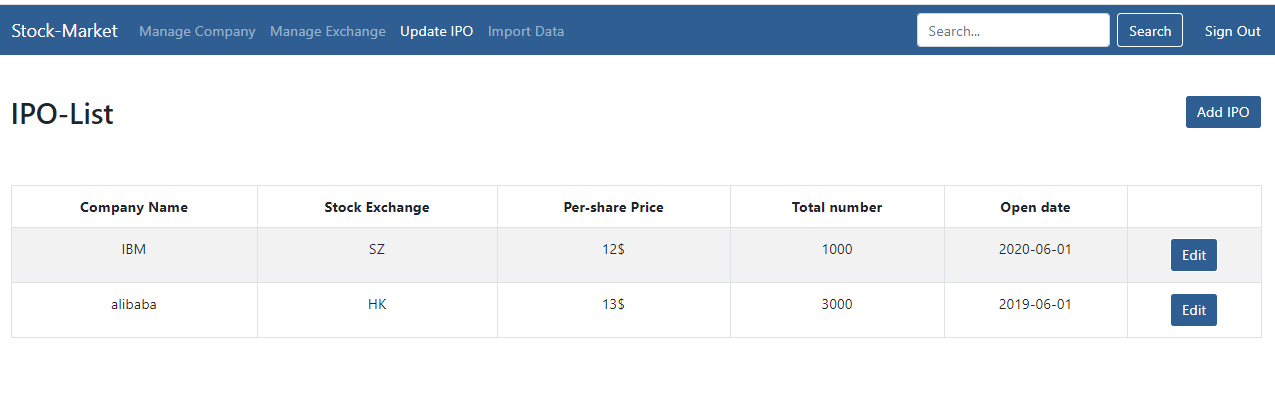 Stock-Market Manage Company Manage Exchange Update IPO Import Data Search... Search Sign Out
IPO-List Add IPO
Company Name Stock Exchange Per-share Price Total number Open date
IBM SZ 12$ 1000 2020-06-01 Edit
alibaba HK 13$ 3000 2019-06-01 Edit